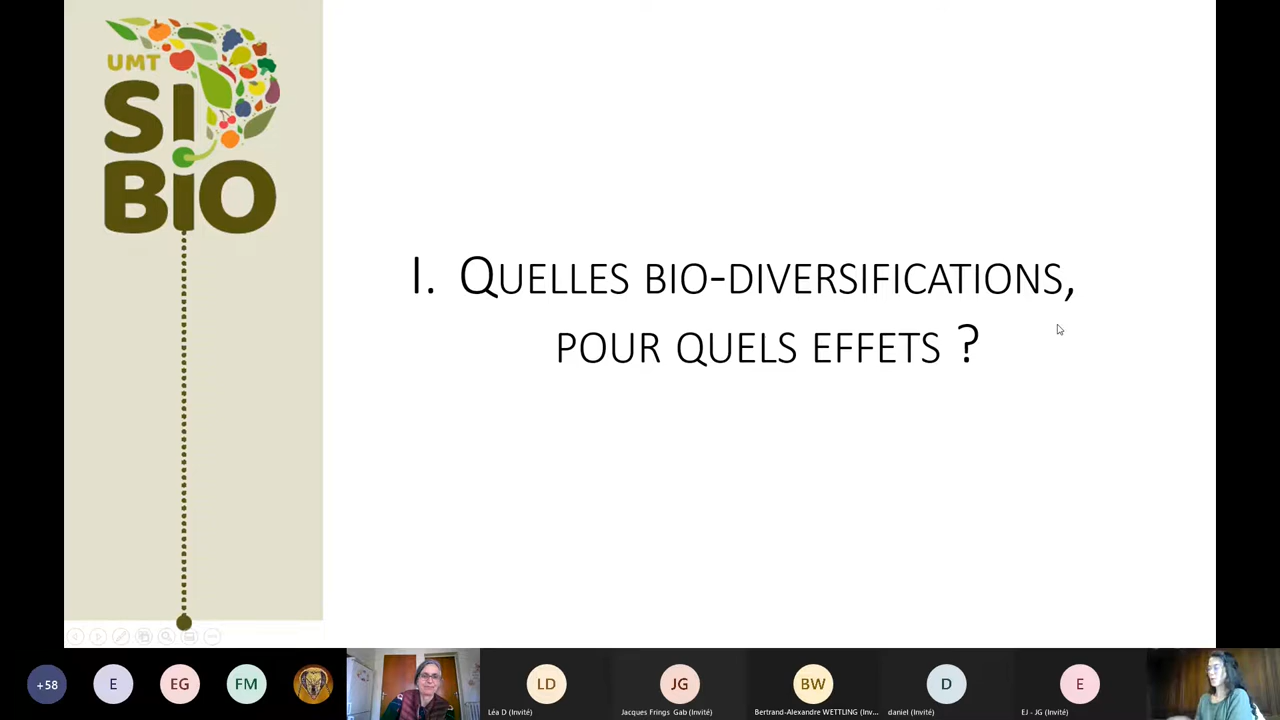 UMT
SI
BIO
I. QUELLES BIO-DIVERSIFICATIONS,
POUR QUELS EFFETS ?
+58
E
EG
FM
LD
JG
BW
D
E
Léa D (Invité)
Jacques Frings Gab (Invité)
Bertrand-Alexandre WETTLING (Inv...
daniel (Invité)
EJ - JG (Invité)